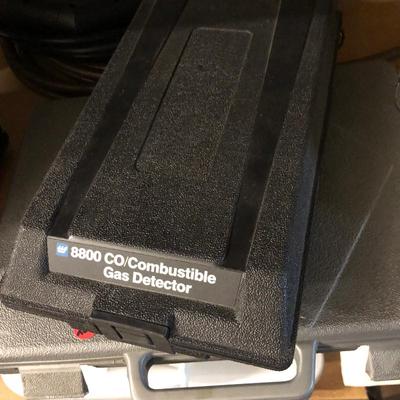 8800 CO/Combustible
Gas Detector